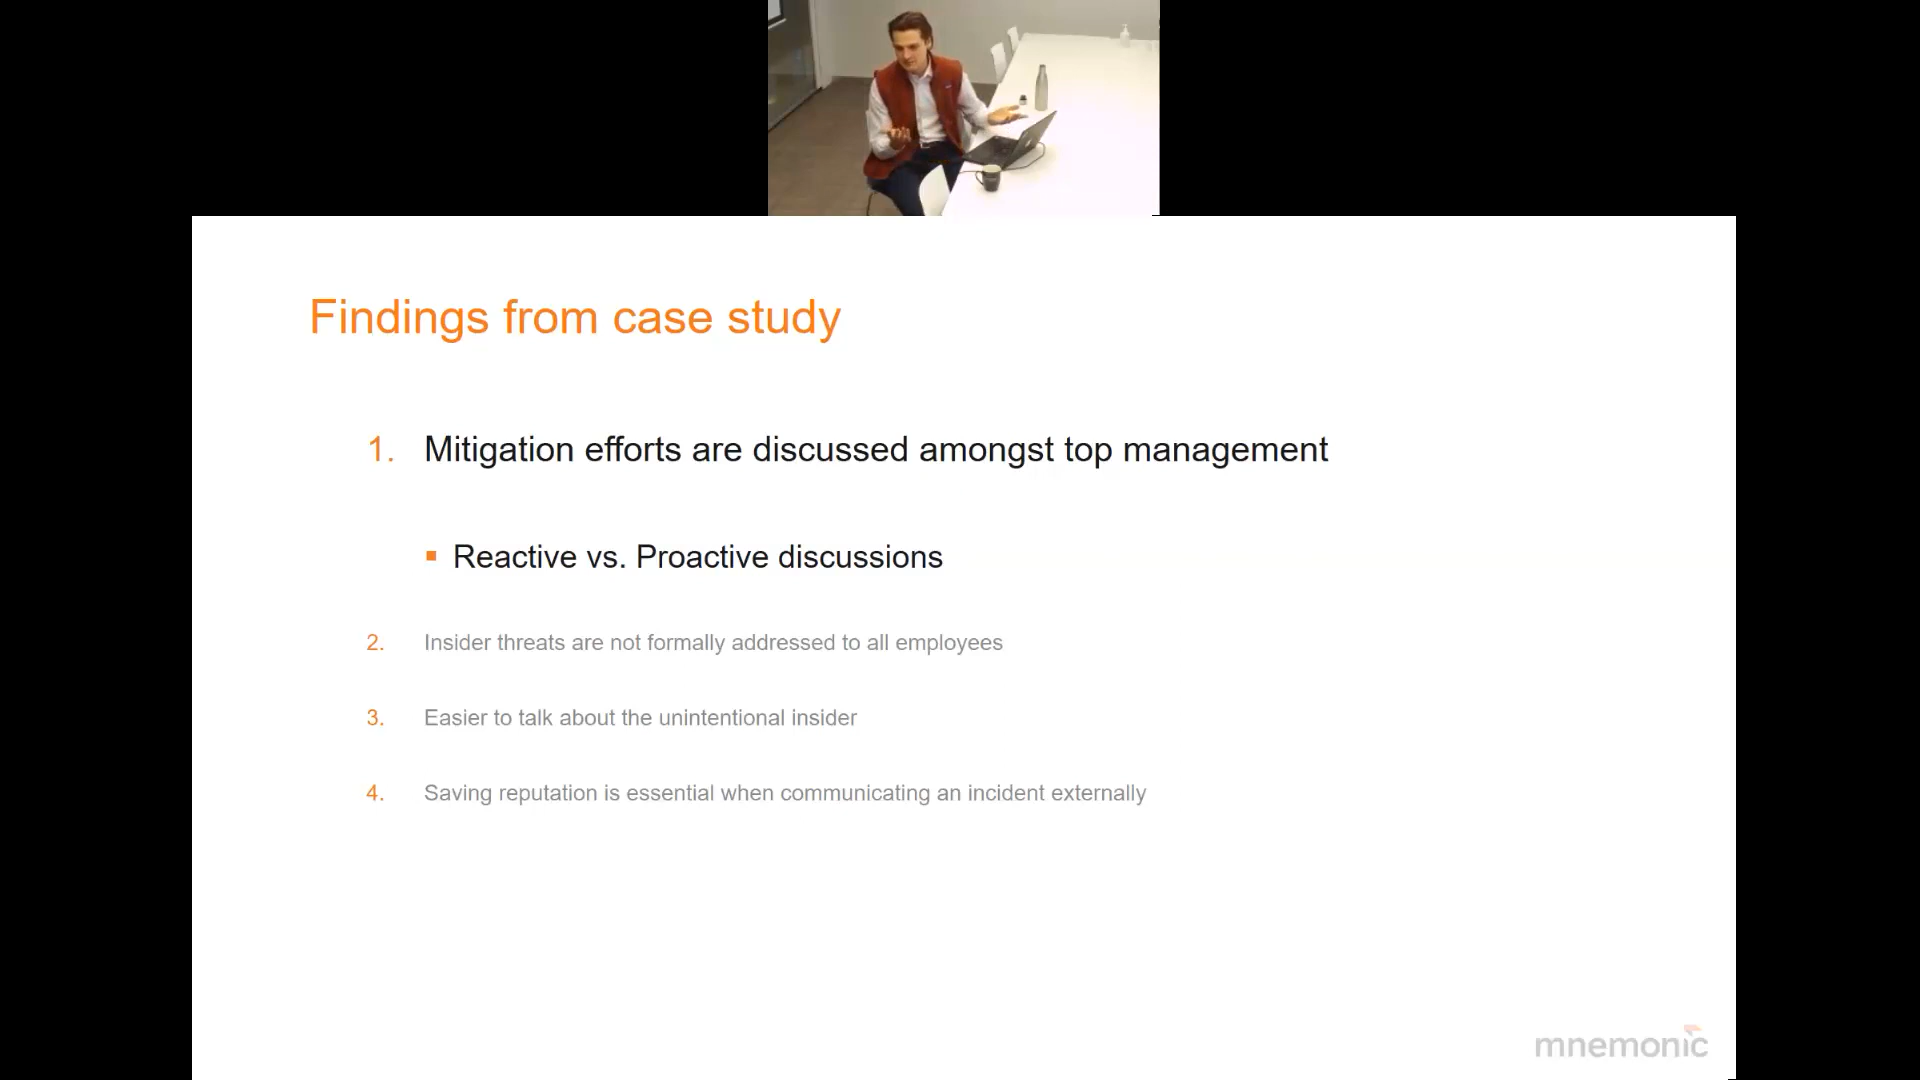 Findings from case study
1. Mitigation efforts are discussed amongst top management
▪ Reactive vs. Proactive discussions
2. Insider threats are not formally addressed to all employees
3. Easier to talk about the unintentional insider
4. Saving reputation is essential when communicating an incident externally
mnemonic